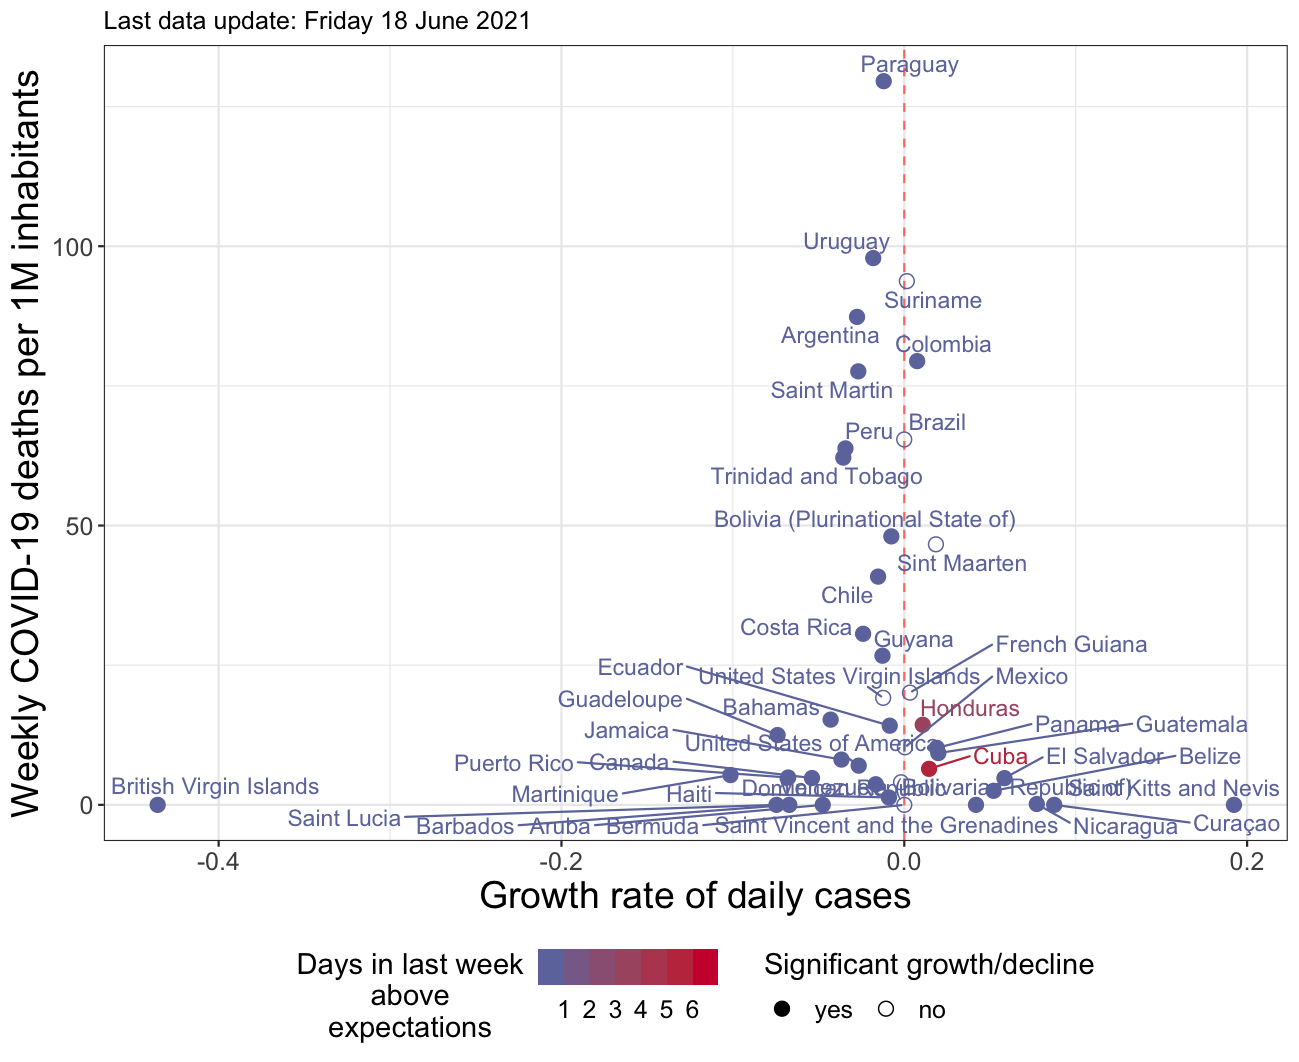 Last data update: Friday 18 June 2021
Weekly COVID-19 deaths per 1M inhabitants
Paraguay
100
Uruguay
Suriname
Argentina
Colombia
Saint Martin
Brazil
Peru
Trinidad and Tobago
50
Bolivia (Plurinational State of)
Sint Maarten
Chile
Costa Rica
Guyana
French Guiana
Ecuador
United States Virgin Islands
Mexico
Guadeloupe
Bahamas
Honduras
Jamaica
Panama
Guatemala
United States of America
Puerto Rico
Canada
Cuba
El Salvador
Belize
British Virgin Islands
Martinique
Haiti
Dominican Republic
Venezuela (Bolivarian Republic of)
Saint Kitts and Nevis
0
Saint Lucia
Barbados
Aruba
Bermuda
Saint Vincent and the Grenadines
Nicaragua
Curaçao
-0.4 -0.2 0.0 0.2
Growth rate of daily cases
Days in last week
above
expectations
1 2 3 4 5 6
Significant growth/decline
yes no